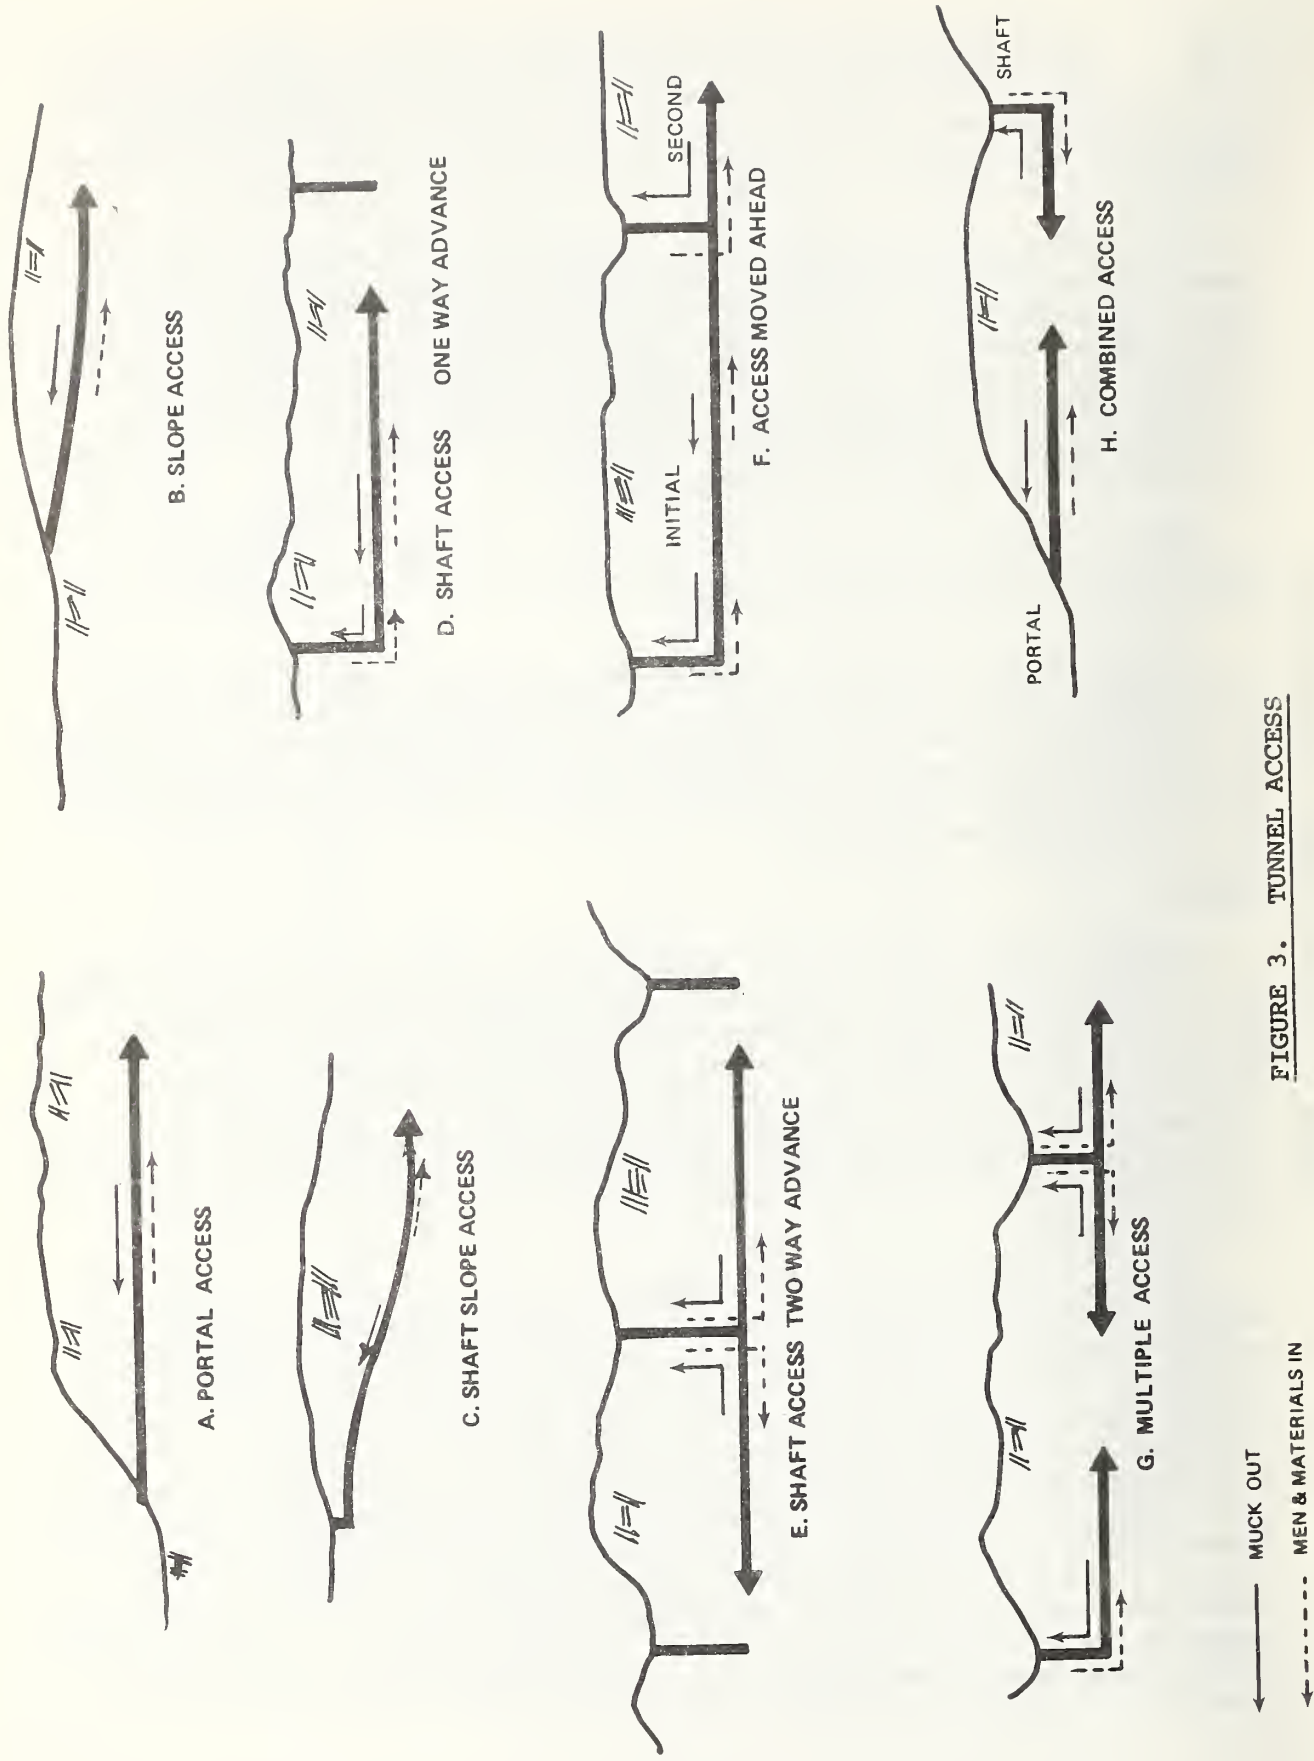 A. PORTAL ACCESS
B. SLOPE ACCESS
C. SHAFT SLOPE ACCESS
D. SHAFT ACCESS ONE WAY ADVANCE
E. SHAFT ACCESS TWO WAY ADVANCE
INITIAL
SECOND
F. ACCESS MOVED AHEAD
G. MULTIPLE ACCESS
PORTAL
SHAFT
H. COMBINED ACCESS
MUCK OUT
MEN & MATERIALS IN
FIGURE 3. TUNNEL ACCESS